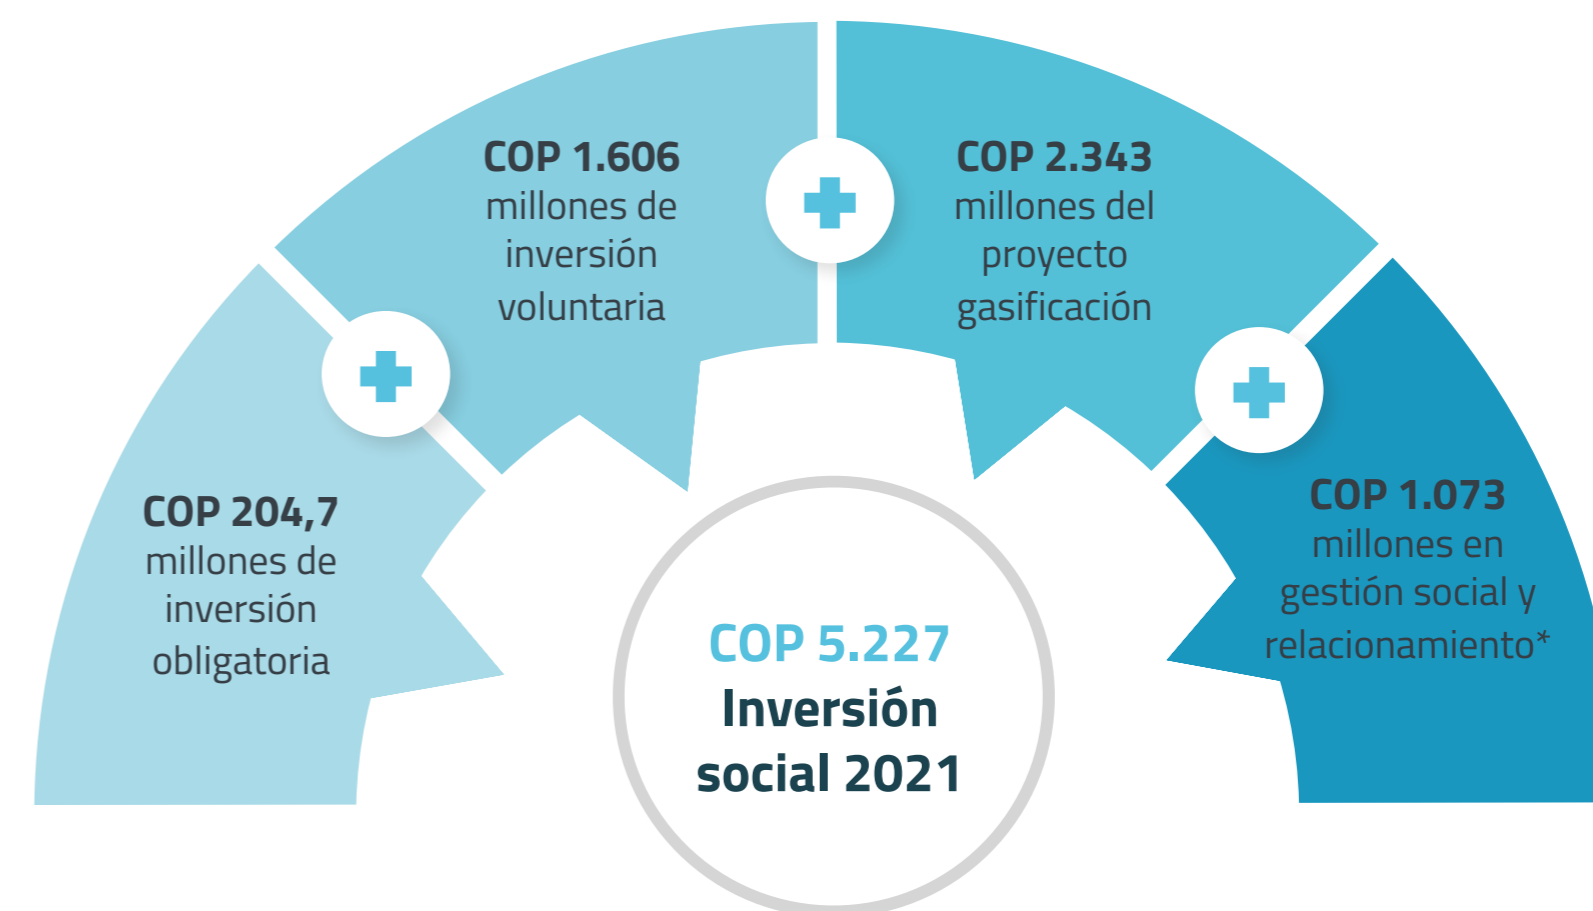 COP 204,7
millones de
inversión
obligatoria
COP 1.606
millones de
inversión
voluntaria
COP 2.343
millones del
proyecto
gasificación
COP 1.073
millones en
gestión social y
relacionamiento*
COP 5.227
Inversión
social 2021